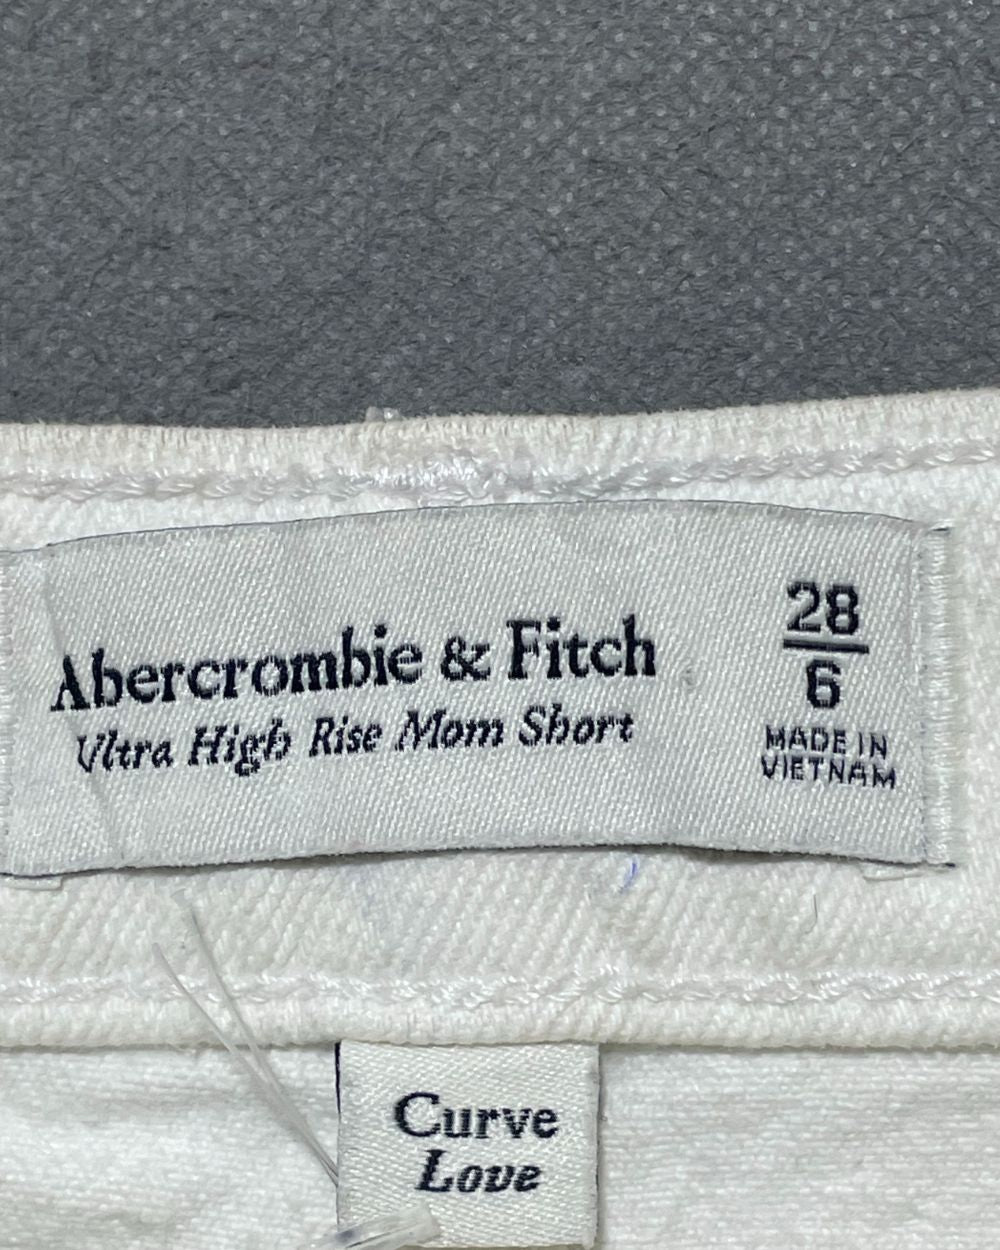 Abercrombie & Fitch
Ultra High Rise Mom Short
28
6
MADE IN
VIETNAM
Curve
Love